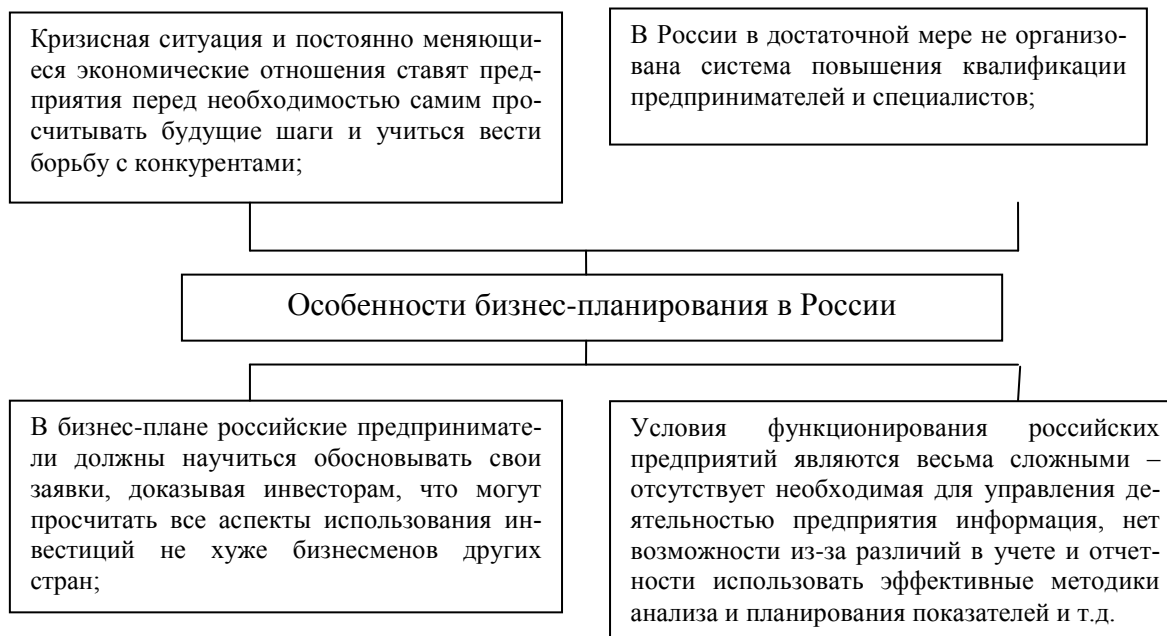 Кризисная ситуация и постоянно меняющи-
еся экономические отношения ставят пред-
приятия перед необходимостью самим про-
считывать будущие шаги и учиться вести
борьбу с конкурентами;
В России в достаточной мере не организо-
вана система повышения квалификации
предпринимателей и специалистов;
Особенности бизнес-планирования в России
В бизнес-плане российские предпринимате-
ли должны научиться обосновывать свои
заявки, доказывая инвесторам, что могут
просчитать все аспекты использования ин-
вестиций не хуже бизнесменов других
стран;
Условия функционирования российских
предприятий являются весьма сложными –
отсутствует необходимая для управления де-
ятельностью предприятия информация, нет
возможности из-за различий в учете и отчет-
ности использовать эффективные методики
анализа и планирования показателей и т.д.